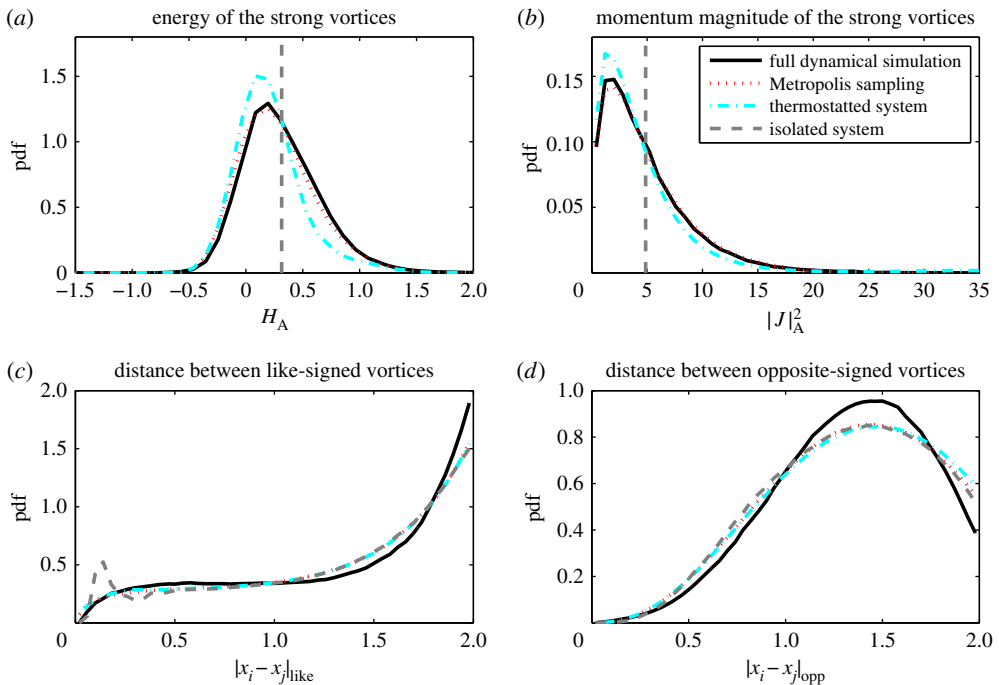 (a) energy of the strong vortices
pdf
1.5
1.0
0.5
0
−1.5 −1.0 −0.5 0 0.5 1.0 1.5 2.0
H_A
(b) momentum magnitude of the strong vortices
full dynamical simulation
Metropolis sampling
thermostatted system
isolated system
pdf
0.15
0.10
0.05
0 5 10 15 20 25 30 35
|J|_A^2
(c) distance between like-signed vortices
pdf
2.0
1.5
1.0
0.5
0 0.5 1.0 1.5 2.0
|x_i − x_j|_like
(d) distance between opposite-signed vortices
pdf
1.0
0.8
0.6
0.4
0.2
0 0.5 1.0 1.5 2.0
|x_i − x_j|_opp